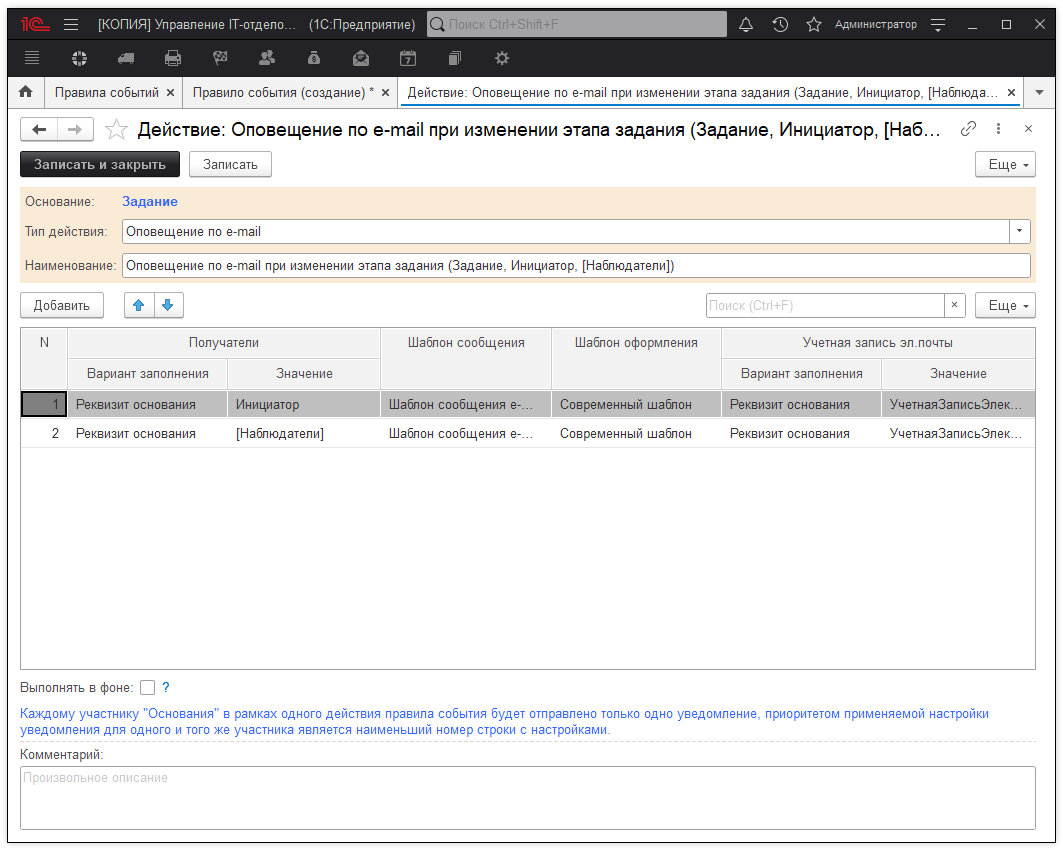 [КОПИЯ] Управление IT-отдело... (1С:Предприятие) Поиск Ctrl+Shift+F Администратор
7
Правила событий × Правило события (создание) * × Действие: Оповещение по e-mail при изменении этапа задания (Задание, Инициатор, [Наблюда... ×
Действие: Оповещение по e-mail при изменении этапа задания (Задание, Инициатор, [Наб...
Записать и закрыть Записать Еще
Основание: Задание
Тип действия: Оповещение по e-mail
Наименование: Оповещение по e-mail при изменении этапа задания (Задание, Инициатор, [Наблюдатели])
Добавить Поиск (Ctrl+F) × Еще
N Получатели Шаблон сообщения Шаблон оформления Учетная запись эл.почты
Вариант заполнения Значение Вариант заполнения Значение
1 Реквизит основания Инициатор Шаблон сообщения e-... Современный шаблон Реквизит основания УчетнаяЗаписьЭлек...
2 Реквизит основания [Наблюдатели] Шаблон сообщения e-... Современный шаблон Реквизит основания УчетнаяЗаписьЭлек...
Выполнять в фоне: ?
Каждому участнику "Основания" в рамках одного действия правила события будет отправлено только одно уведомление, приоритетом применяемой настройки
уведомления для одного и того же участника является наименьший номер строки с настройками.
Комментарий:
Произвольное описание